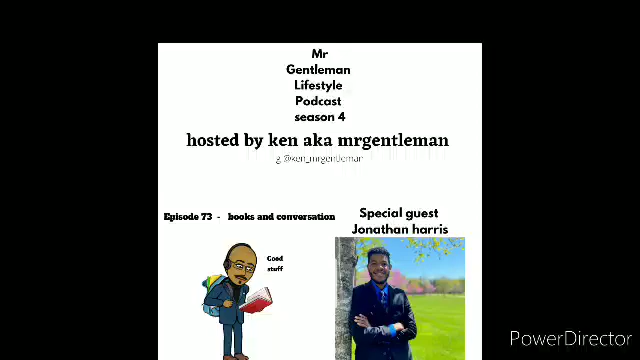 Mr
Gentleman
Lifestyle
Podcast
season 4
hosted by ken aka mrgentleman
g @ken_mrgentleman
Episode 73 - books and conversation
Special guest
Jonathan harris
Good
stuff
PowerDirector